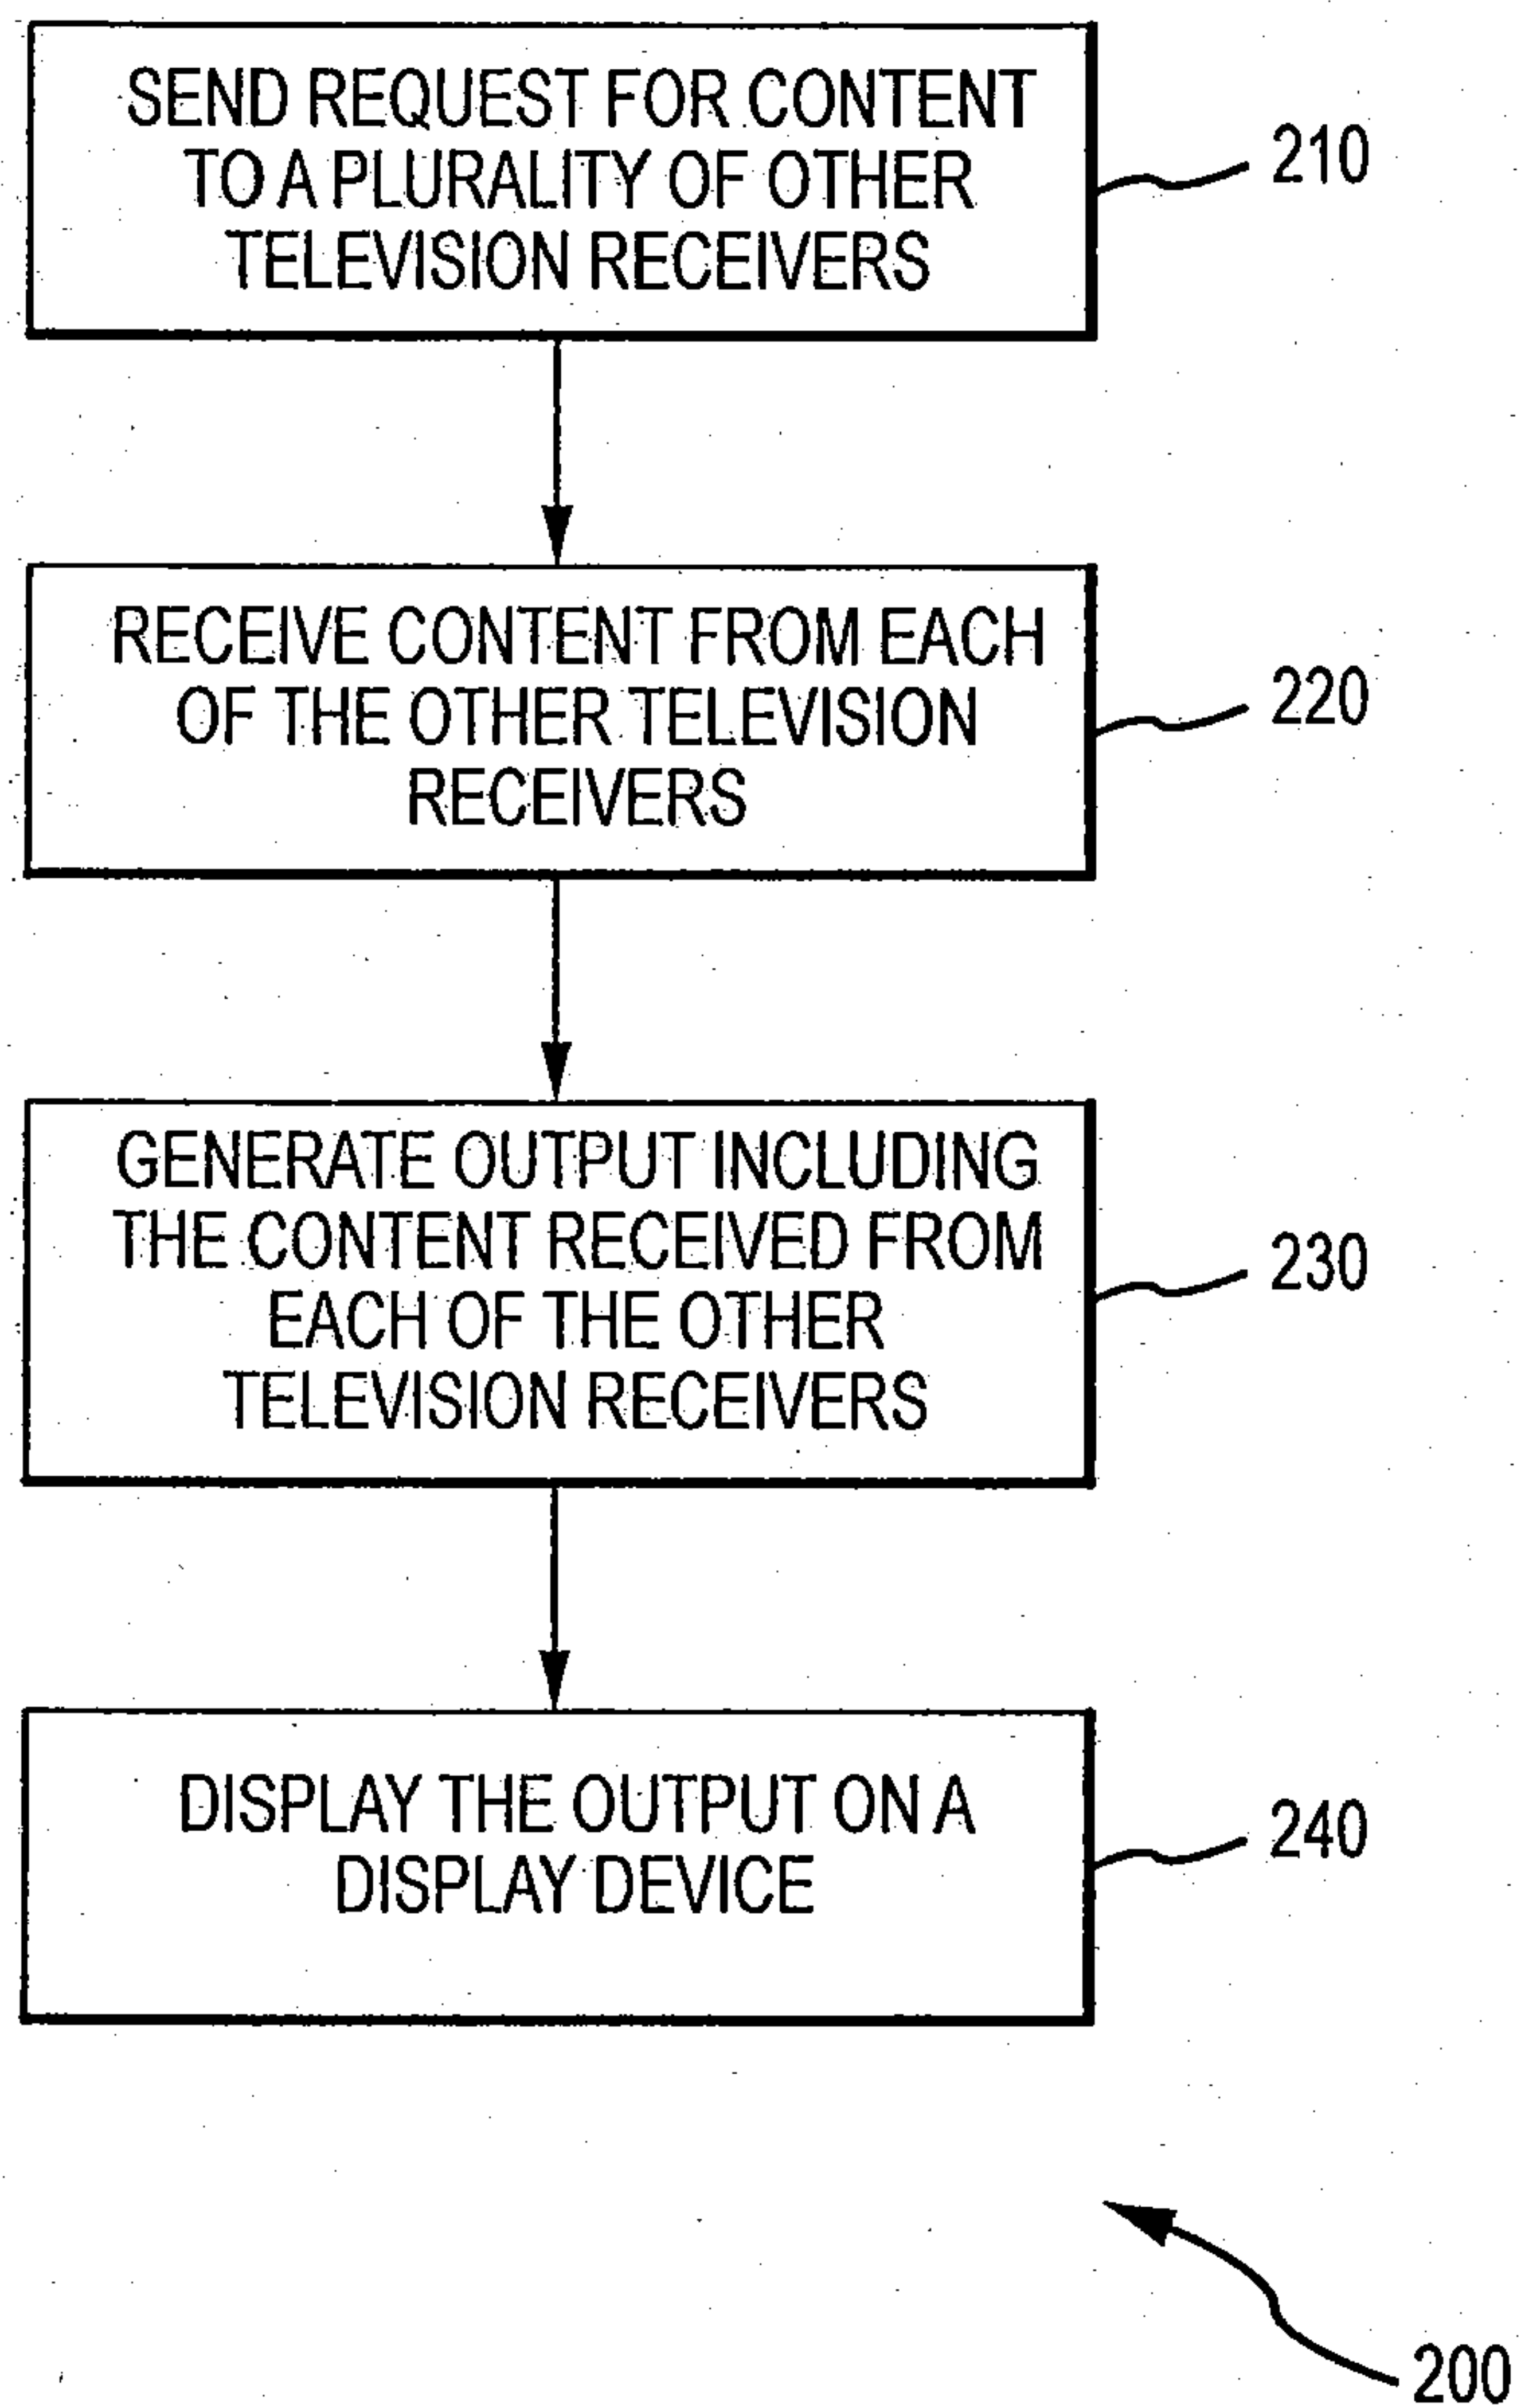 SEND REQUEST FOR CONTENT
TO A PLURALITY OF OTHER
TELEVISION RECEIVERS
210
RECEIVE CONTENT FROM EACH
OF THE OTHER TELEVISION
RECEIVERS
220
GENERATE OUTPUT INCLUDING
THE CONTENT RECEIVED FROM
EACH OF THE OTHER
TELEVISION RECEIVERS
230
DISPLAY THE OUTPUT ON A
DISPLAY DEVICE
240
200